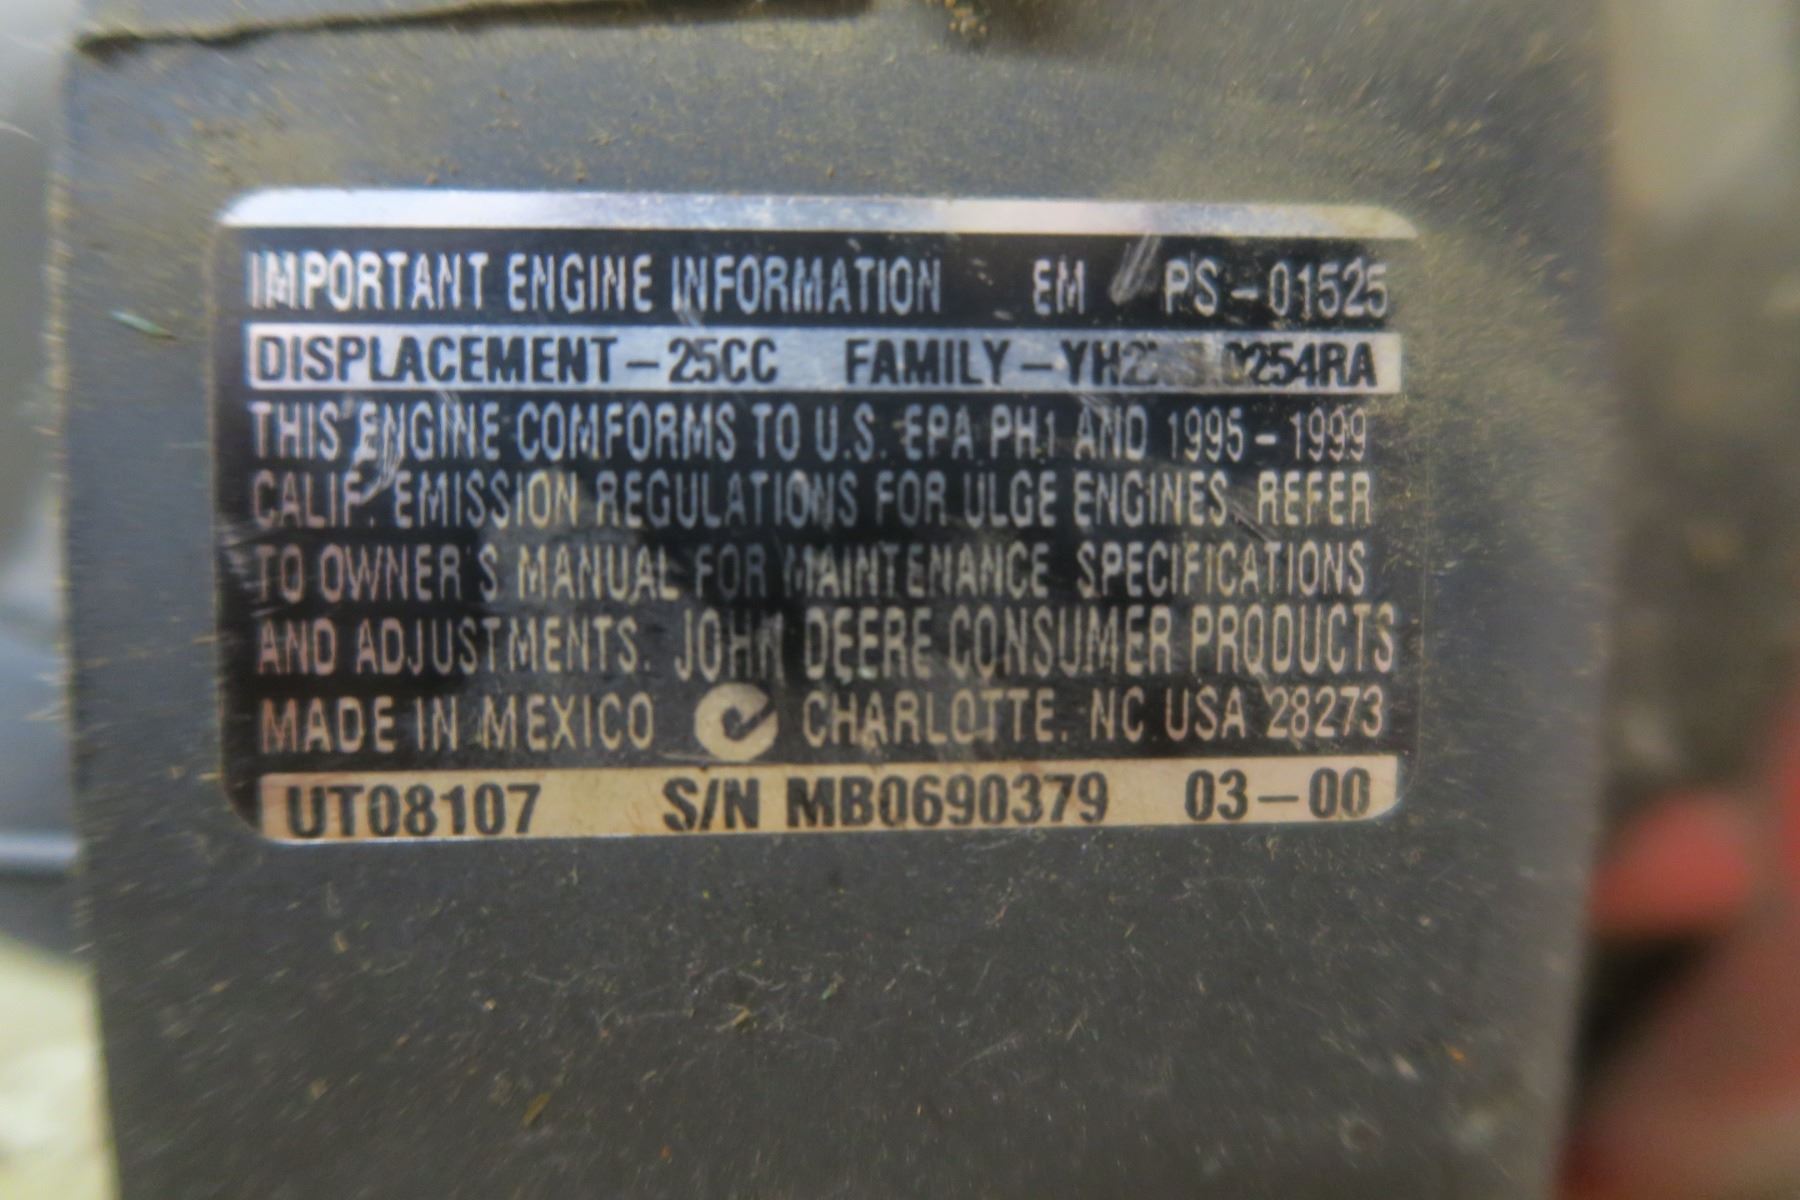 IMPORTANT ENGINE INFORMATION EM PS-01525
DISPLACEMENT-25CC FAMILY-
THIS ENGINE COMFORMS TO U.S. EPA PH1 AND 1995-1999
CALIF. EMISSION REGULATIONS FOR ULGE ENGINES. REFER
TO OWNER'S MANUAL FOR MAINTENANCE SPECIFICATIONS
AND ADJUSTMENTS. JOHN DEERE CONSUMER PRODUCTS
MADE IN MEXICO CHARLOTTE. NC USA 28273
UT08107 S/N MB0690379 03-00